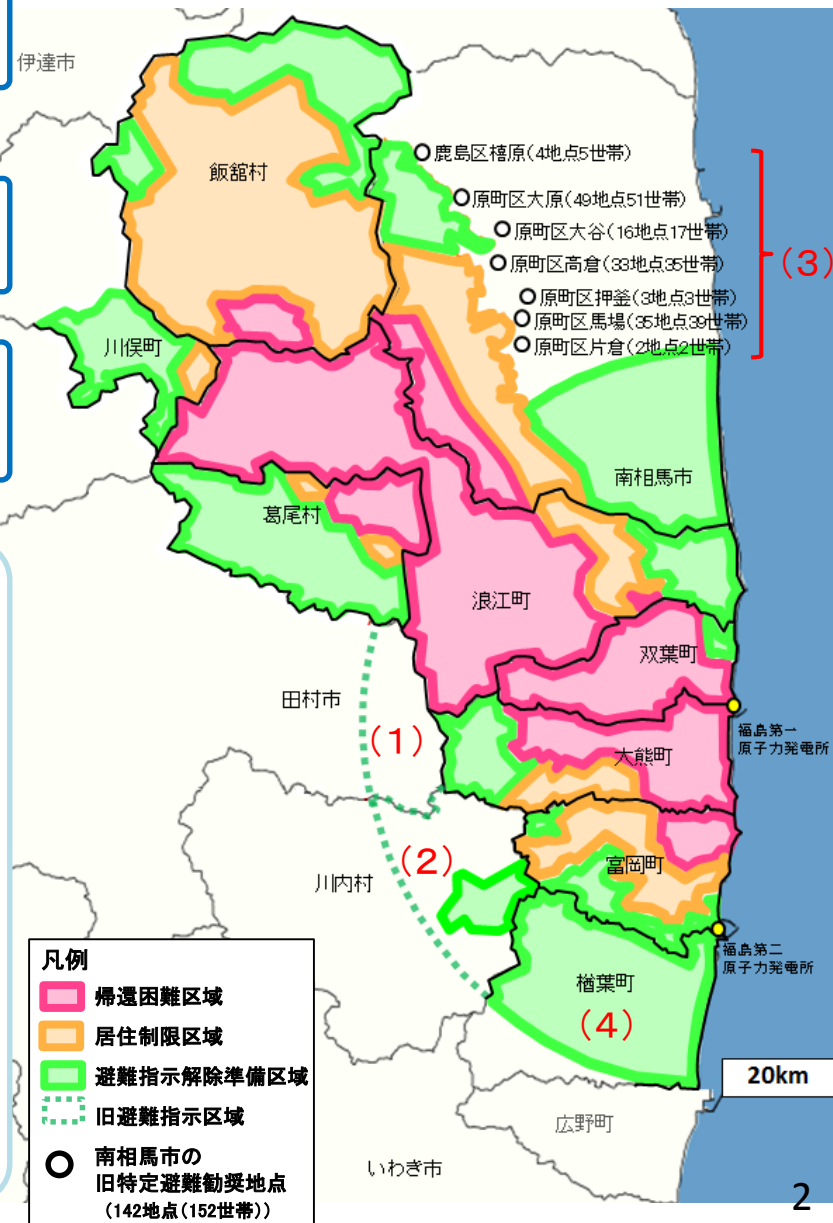 伊達市
飯舘村
鹿島区橲原(4地点5世帯)
原町区大原(49地点51世帯)
原町区大谷(16地点17世帯)
原町区高倉(33地点35世帯)
原町区押釜(3地点3世帯)
原町区馬場(35地点39世帯)
原町区片倉(2地点2世帯)
(3)
川俣町
南相馬市
葛尾村
浪江町
双葉町
田村市
(1)
福島第一
原子力発電所
大熊町
(2)
川内村
富岡町
福島第二
原子力発電所
楢葉町
(4)
20km
広野町
いわき市
凡例
帰還困難区域
居住制限区域
避難指示解除準備区域
旧避難指示区域
南相馬市の
旧特定避難勧奨地点
(142地点(152世帯))
2